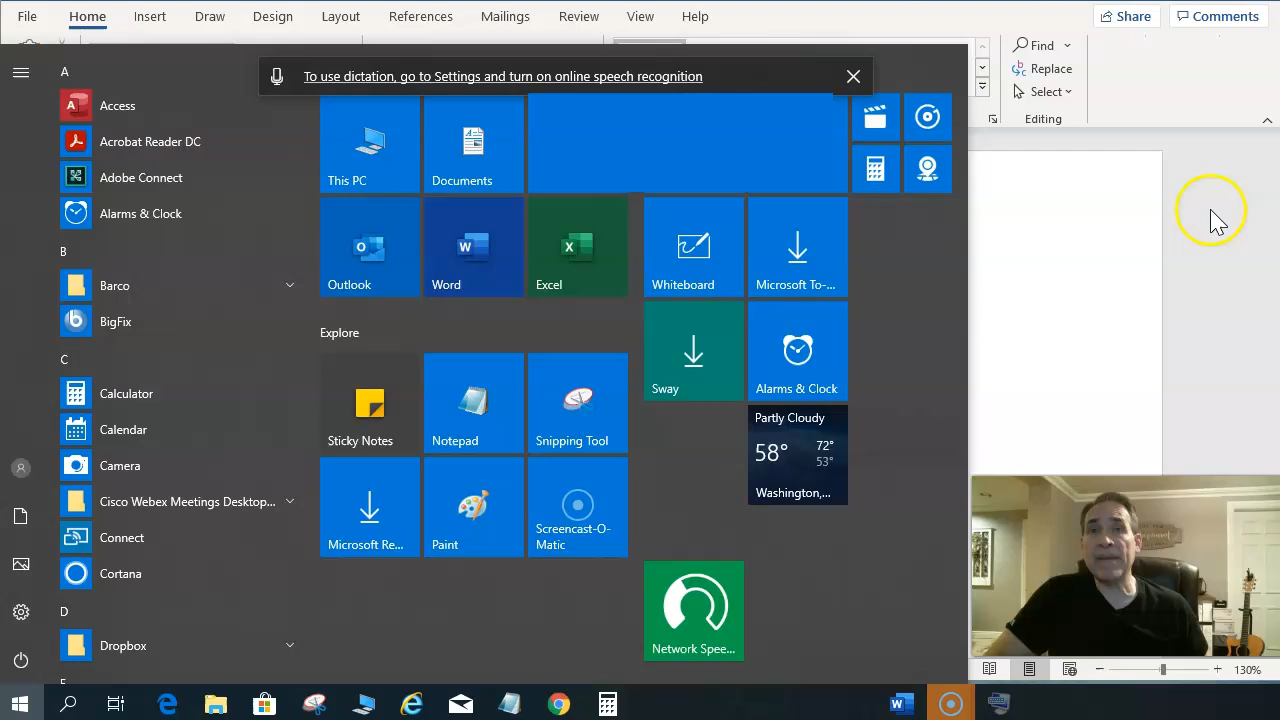 File Home Insert Draw Design Layout References Mailings Review View Help Share Comments
Find
Replace
Select
Editing
To use dictation, go to Settings and turn on online speech recognition
A
Access
Acrobat Reader DC
Adobe Connect
Alarms & Clock
B
Barco
BigFix
C
Calculator
Calendar
Camera
Cisco Webex Meetings Desktop...
Connect
Cortana
D
Dropbox
This PC Documents
Outlook Word Excel
Explore
Sticky Notes Notepad Snipping Tool
Microsoft Re... Paint Screencast-O-
Matic
Whiteboard Microsoft To-...
Sway Alarms & Clock
Partly Cloudy
58° 72°
53°
Washington,...
Network Spee...
130%